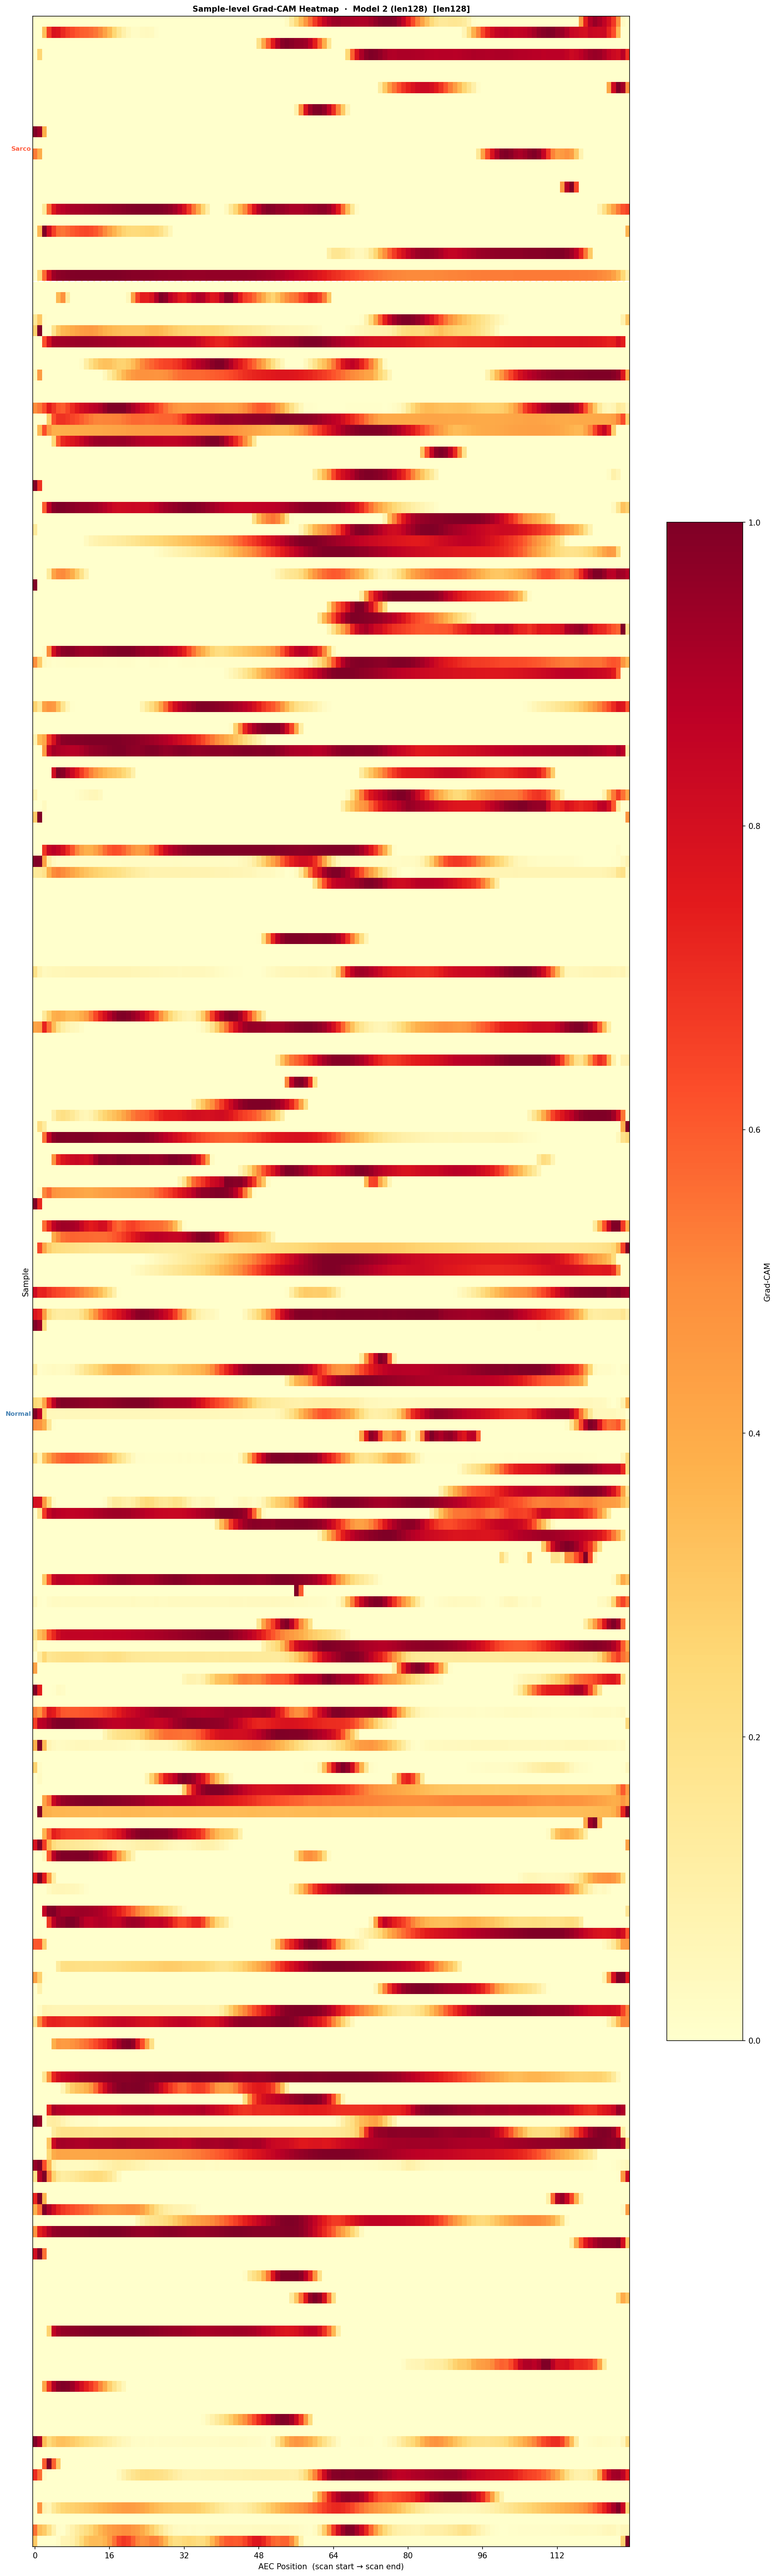 Sample-level Grad-CAM Heatmap · Model 2 (len128) [len128]
Sarco
Normal
Sample
0 16 32 48 64 80 96 112
AEC Position (scan start → scan end)
1.0
0.8
0.6
0.4
0.2
0.0
Grad-CAM